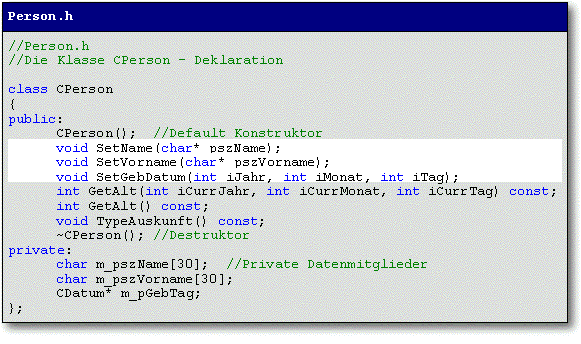 Person.h
//Person.h
//Die Klasse CPerson - Deklaration
class CPerson
{
public:
CPerson();  //Default Konstruktor
void SetName(char* pszName);
void SetVorname(char* pszVorname);
void SetGebDatum(int iJahr, int iMonat, int iTag);
int GetAlt(int iCurrJahr, int iCurrMonat, int iCurrTag) const;
int GetAlt() const;
void TypeAuskunft() const;
~CPerson(); //Destruktor
private:
char m_pszName[30];  //Private Datenmitglieder
char m_pszVorname[30];
CDatum* m_pGebTag;
};